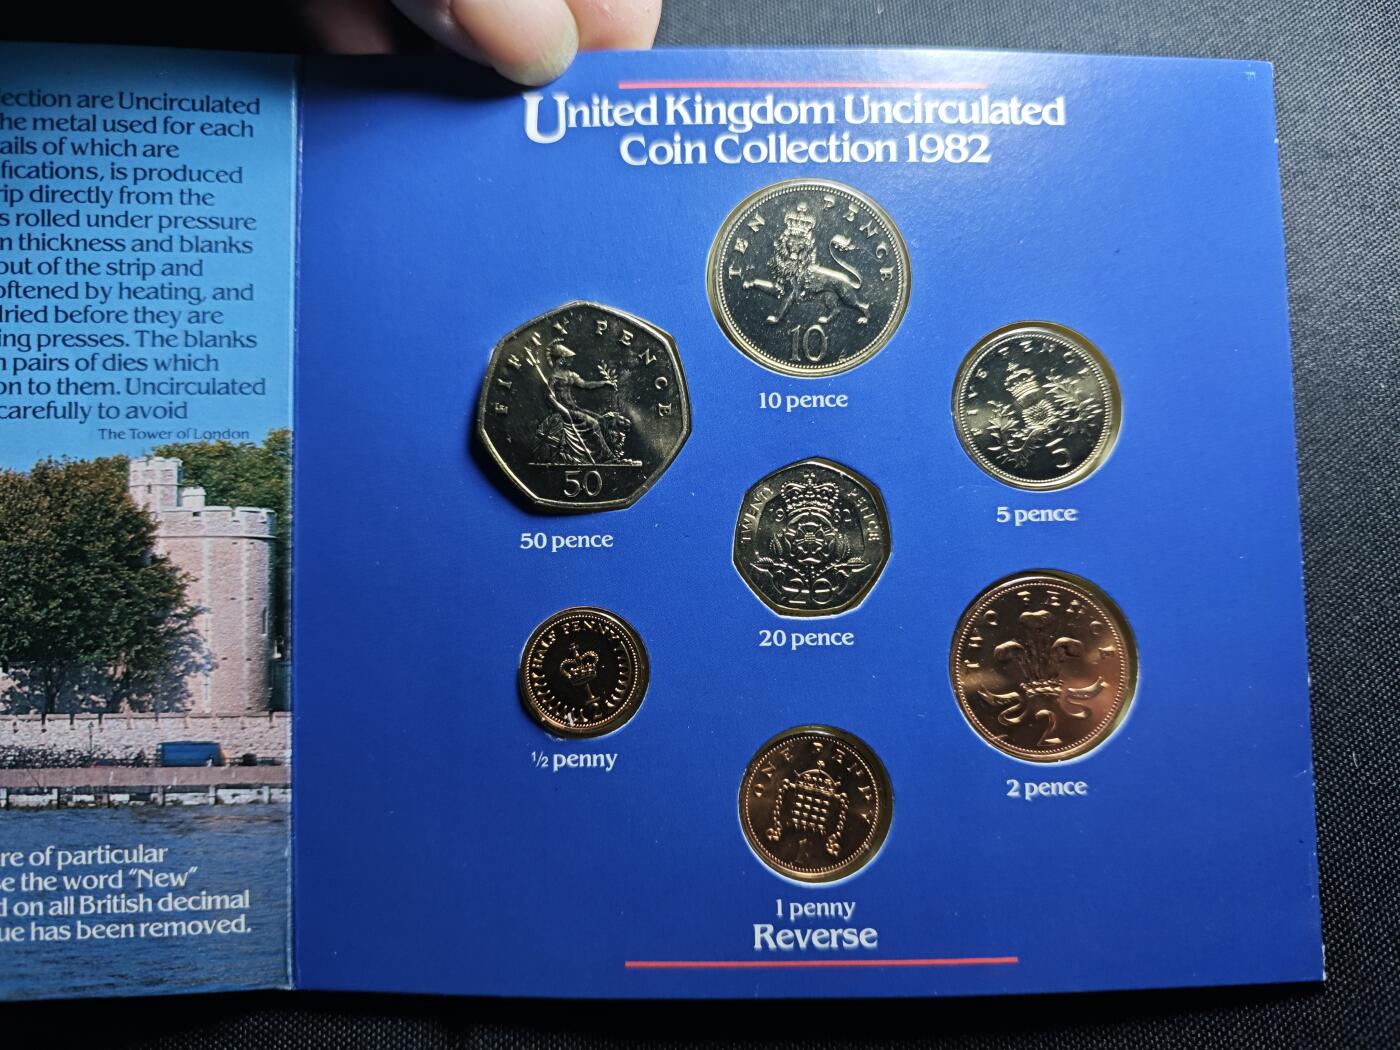 lection are Uncirculated
he metal used for each
ails of which are
ifications, is produced
rip directly from the
s rolled under pressure
n thickness and blanks
out of the strip and
oftened by heating, and
dried before they are
ing presses. The blanks
n pairs of dies which
on to them. Uncirculated
carefully to avoid
The Tower of London
re of particular
se the word “New”
d on all British decimal
ue has been removed.
United Kingdom Uncirculated
Coin Collection 1982
TEN PENCE
10
10 pence
FIFTY PENCE
50
50 pence
FIVE PENCE
5
5 pence
TWENTY PENCE
1982
20
20 pence
HALF PENNY
1/2
½ penny
TWO PENCE
2
2 pence
ONE PENNY
1
1 penny
Reverse